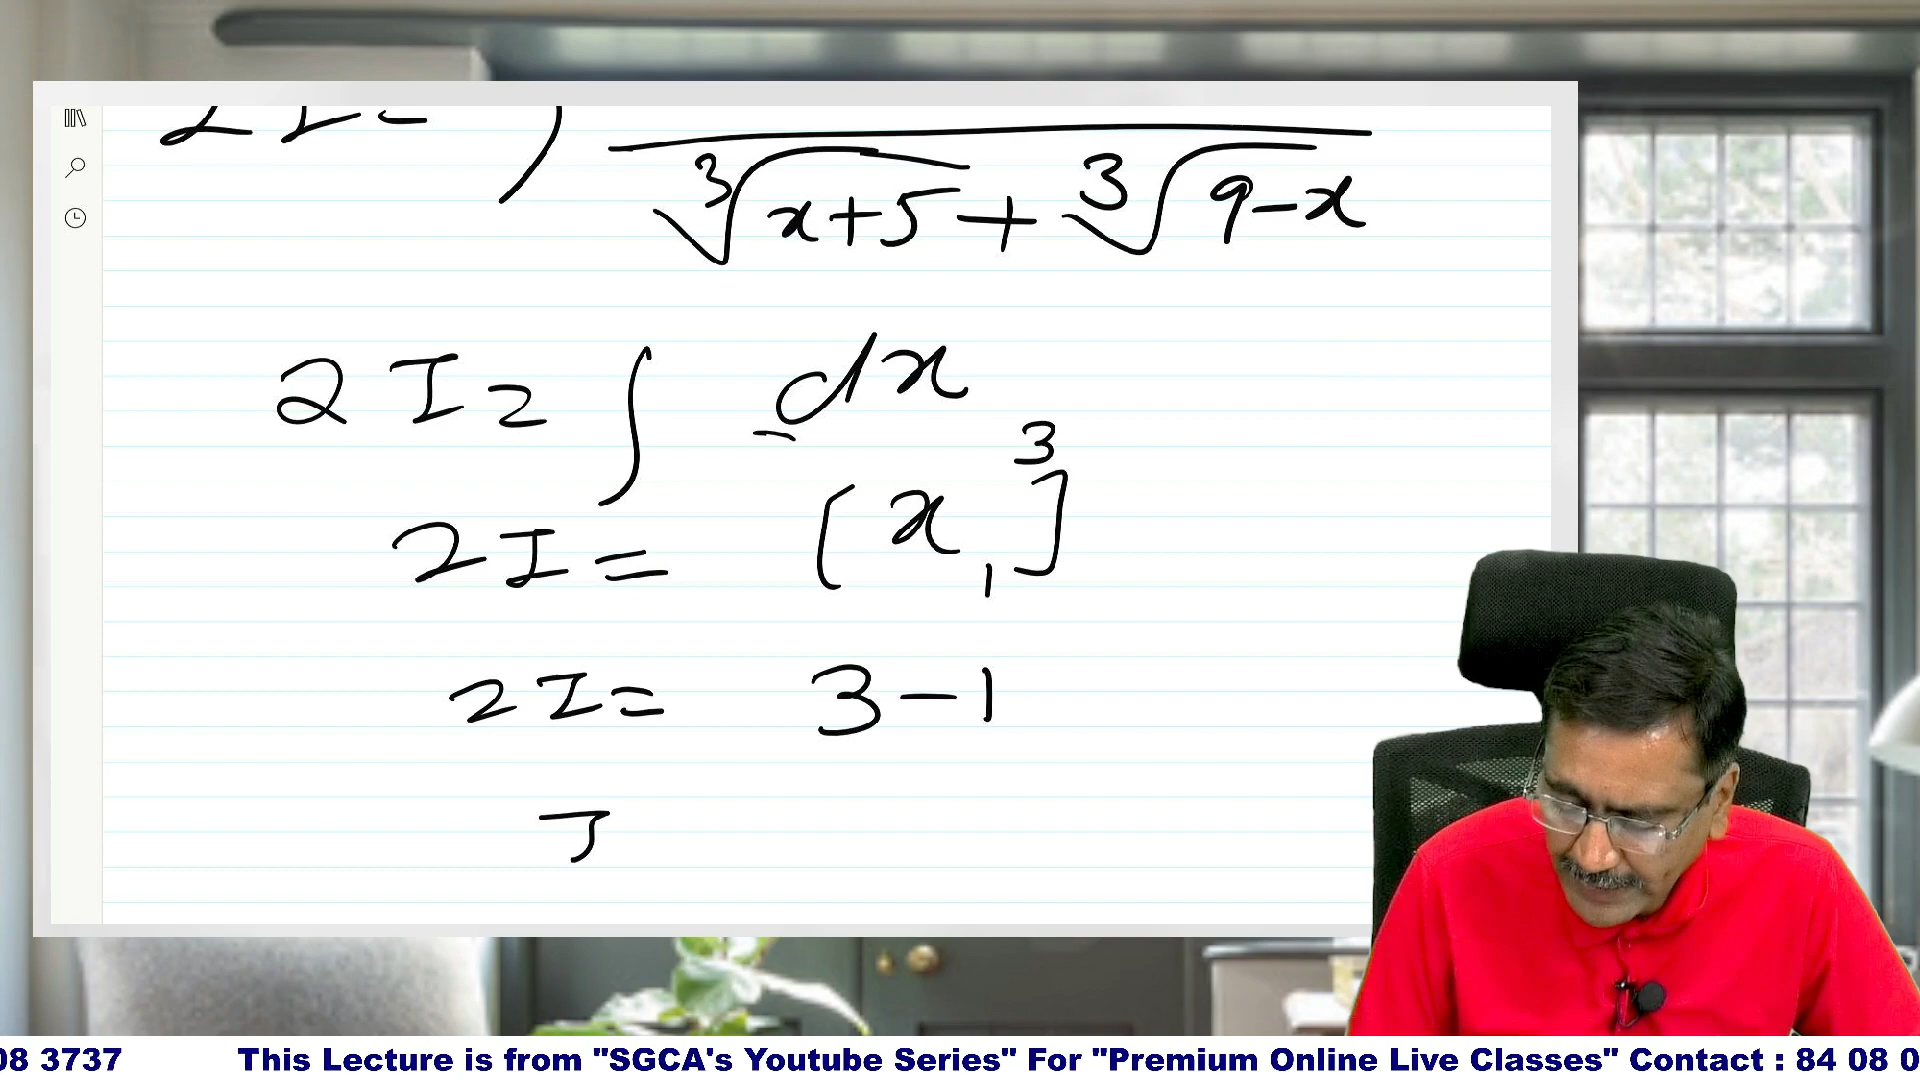 2I=∫
∛x+5 + ∛9-x
2I=∫ dx
2I= [x]₁³
2I= 3-1
I
08 3737 This Lecture is from "SGCA's Youtube Series" For "Premium Online Live Classes" Contact : 84 08 0